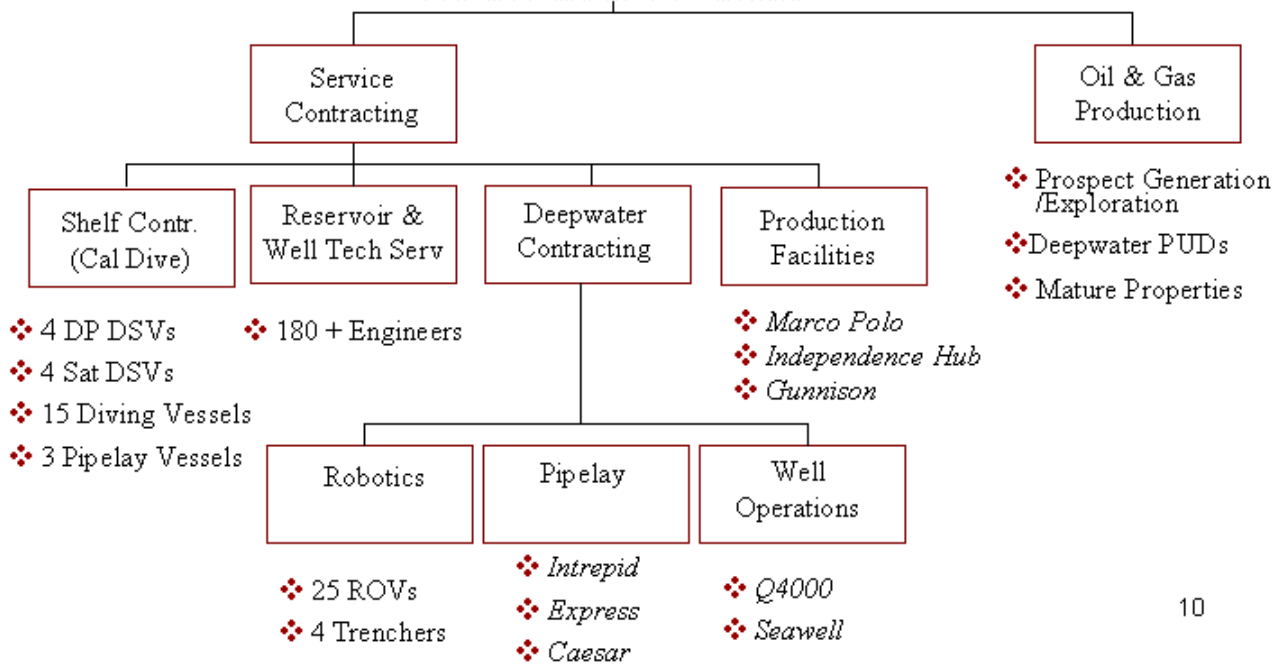 Service
Contracting
Oil & Gas
Production
Shelf Contr.
(Cal Dive)
Reservoir &
Well Tech Serv
Deepwater
Contracting
Production
Facilities
Prospect Generation
/Exploration
Deepwater PUDs
Mature Properties
4 DP DSVs
4 Sat DSVs
15 Diving Vessels
3 Pipelay Vessels
180 + Engineers
Marco Polo
Independence Hub
Gunnison
Robotics
Pipelay
Well
Operations
25 ROVs
4 Trenchers
Intrepid
Express
Caesar
Q4000
Seawell
10